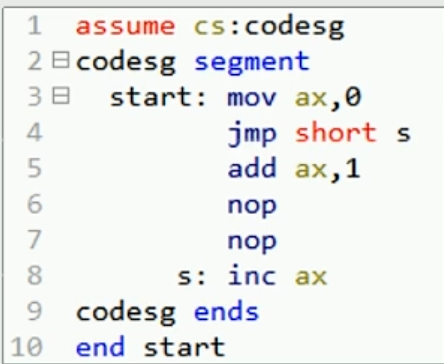 1 assume cs:codesg
2 codesg segment
3 start: mov ax,0
4 jmp short s
5 add ax,1
6 nop
7 nop
8 s: inc ax
9 codesg ends
10 end start